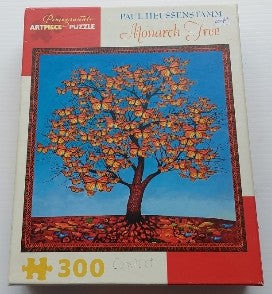 Pomegranate
ARTPIECE PUZZLE
PAUL HEUSSENSTAMM
Monarch Tree
300